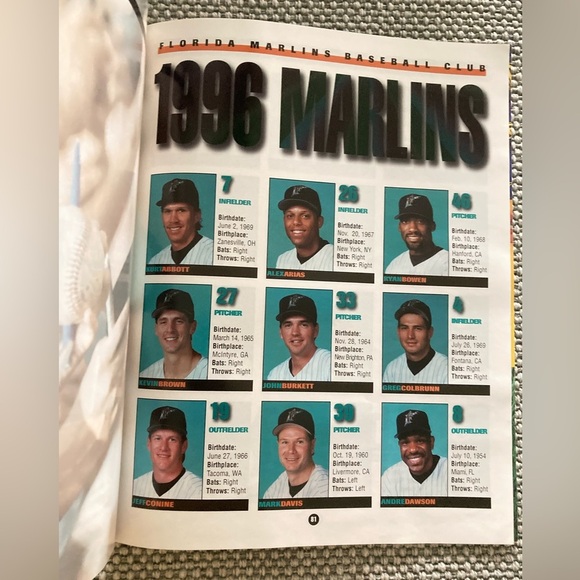 FLORIDA MARLINS BASEBALL CLUB
1996 MARLINS
7
INFIELDER
Birthdate:
June 2, 1969
Birthplace:
Zanesville, OH
Bats: Right
Throws: Right
KURT ABBOTT
26
INFIELDER
Birthdate:
Nov. 20, 1967
Birthplace:
New York, NY
Bats: Right
Throws: Right
ALEX ARIAS
46
PITCHER
Birthdate:
Feb. 10, 1968
Birthplace:
Hanford, CA
Bats: Right
Throws: Right
RYAN BOWEN
27
PITCHER
Birthdate:
March 14, 1965
Birthplace:
McIntyre, GA
Bats: Right
Throws: Right
KEVIN BROWN
33
PITCHER
Birthdate:
Nov. 28, 1964
Birthplace:
New Brighton, PA
Bats: Right
Throws: Right
JOHN BURKETT
4
INFIELDER
Birthdate:
July 26, 1969
Birthplace:
Fontana, CA
Bats: Right
Throws: Right
GREG COLBRUNN
19
OUTFIELDER
Birthdate:
June 27, 1966
Birthplace:
Tacoma, WA
Bats: Right
Throws: Right
JEFF CONINE
30
PITCHER
Birthdate:
Oct. 19, 1960
Birthplace:
Livermore, CA
Bats: Left
Throws: Left
MARK DAVIS
8
OUTFIELDER
Birthdate:
July 10, 1954
Birthplace:
Miami, FL
Bats: Right
Throws: Right
ANDRE DAWSON
81